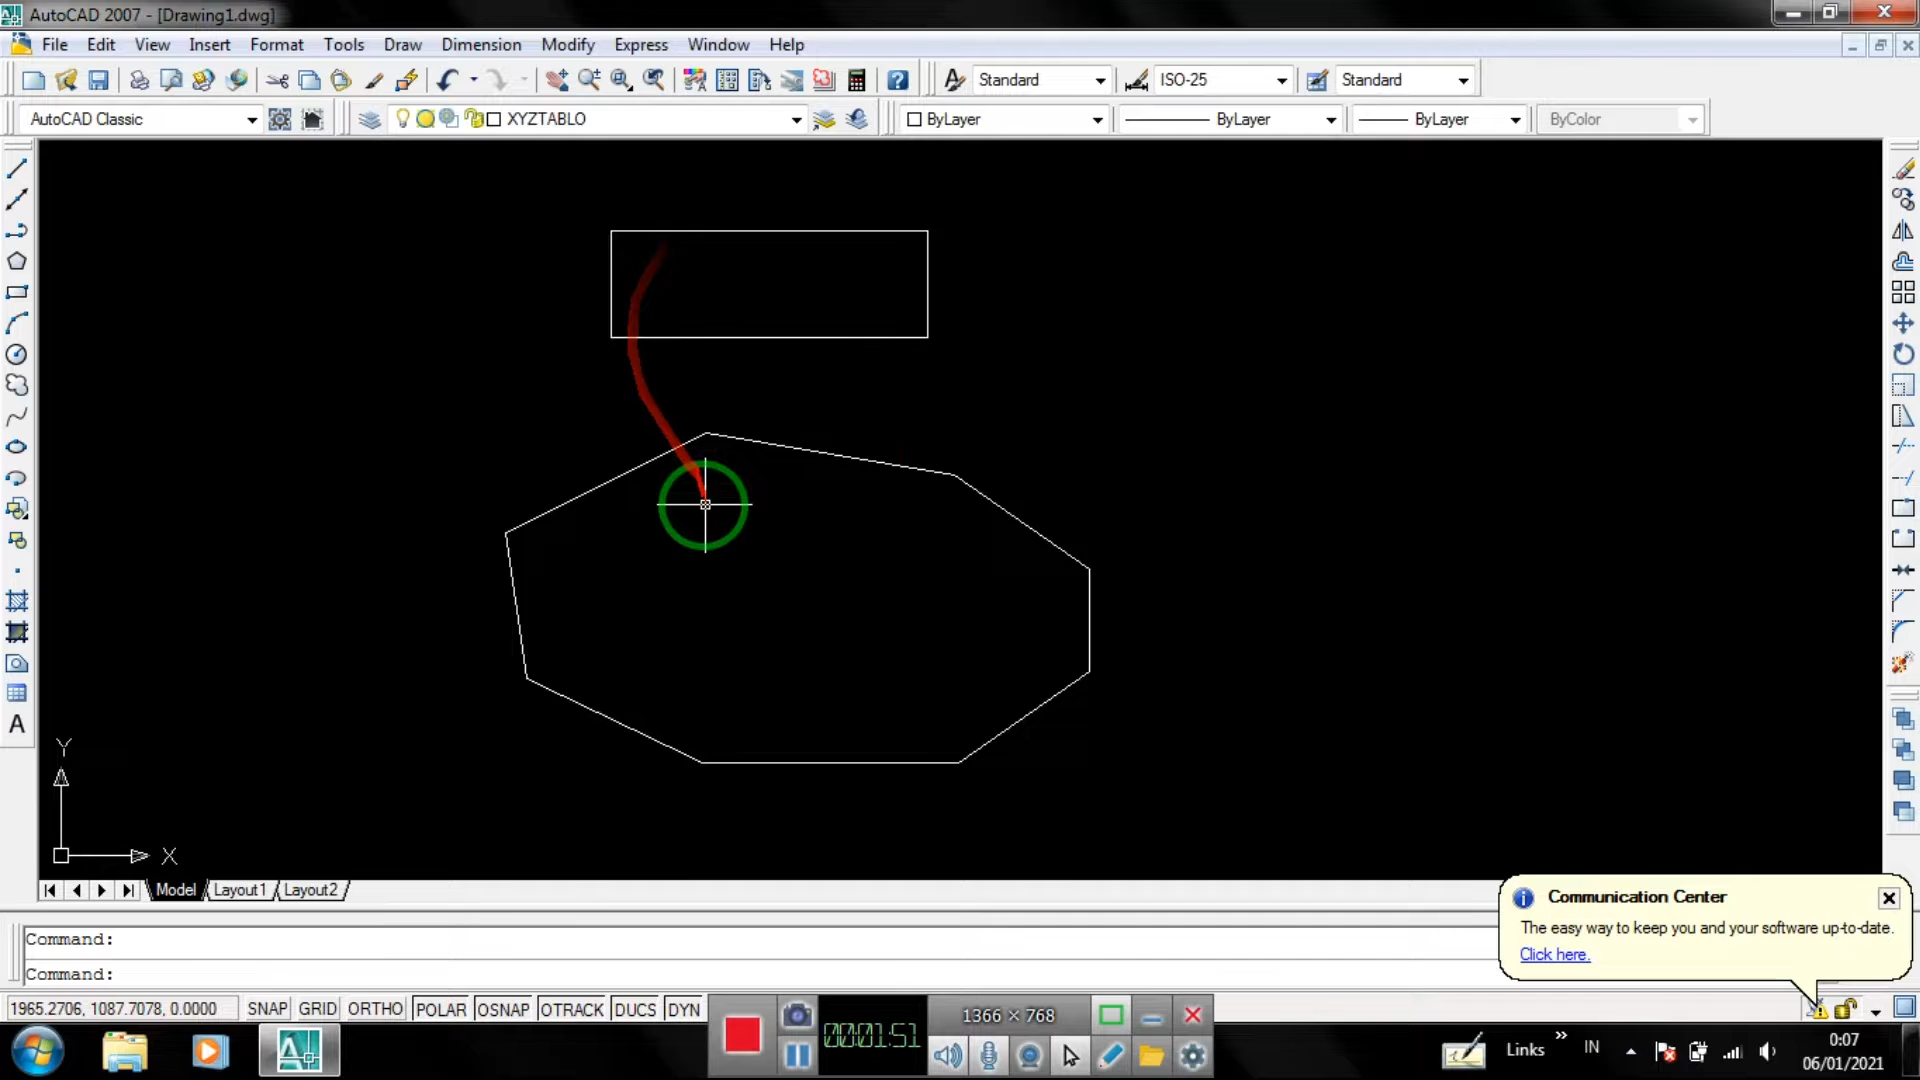 AutoCAD 2007 - [Drawing1.dwg]
File Edit View Insert Format Tools Draw Dimension Modify Express Window Help
Standard ISO-25 Standard
AutoCAD Classic XYZTABLO ByLayer ByLayer ByLayer ByColor
A
Y
X
Model Layout1 Layout2
Communication Center
The easy way to keep you and your software up-to-date.
Click here.
Command:
Command:
1965.2706, 1087.7078, 0.0000 SNAP GRID ORTHO POLAR OSNAP OTRACK DUCS DYN
1366 × 768
00:01:51
Links » IN
0:07
06/01/2021